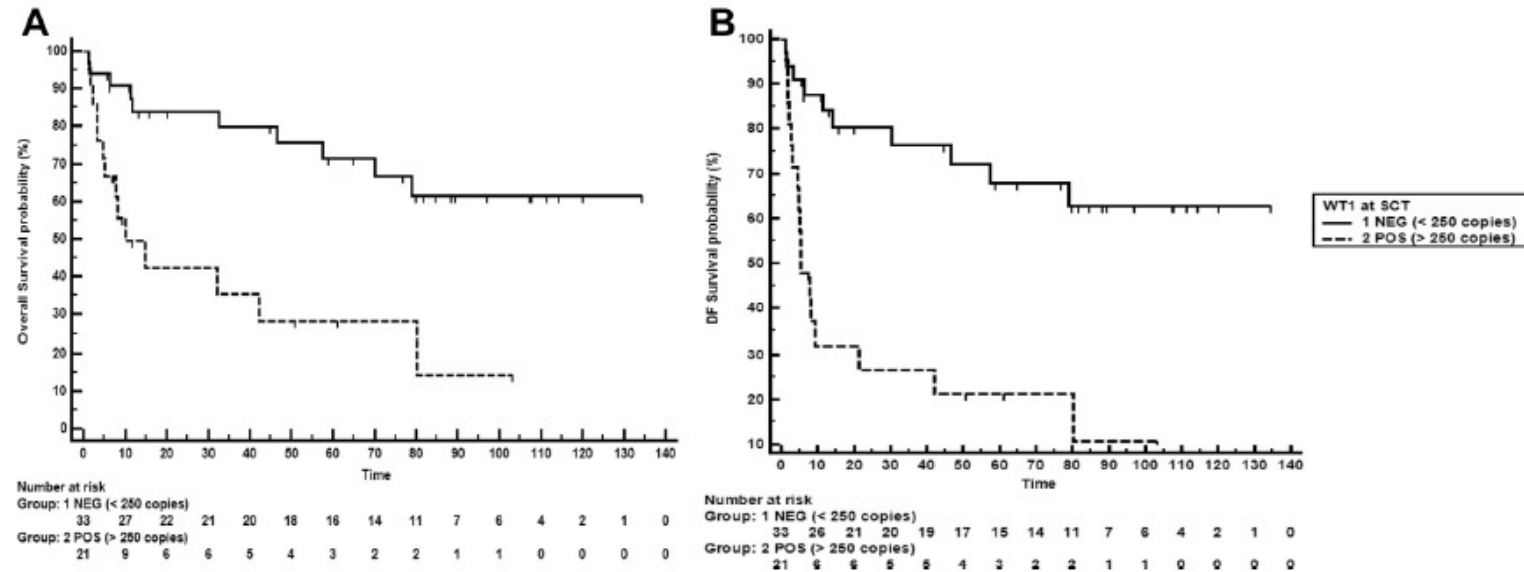 A
Overall Survival probability (%)
100
90
80
70
60
50
40
30
20
10
0
0 10 20 30 40 50 60 70 80 90 100 110 120 130 140
Time
Number at risk
Group: 1 NEG (< 250 copies)
33 27 22 21 20 18 16 14 11 7 6 4 2 1 0
Group: 2 POS (> 250 copies)
21 9 6 6 5 4 3 2 2 1 1 0 0 0 0
B
DF Survival probability (%)
100
90
80
70
60
50
40
30
20
10
0 10 20 30 40 50 60 70 80 90 100 110 120 130 140
Time
Number at risk
Group: 1 NEG (< 250 copies)
33 26 21 20 19 17 15 14 11 7 6 4 2 1 0
Group: 2 POS (> 250 copies)
21 6 6 5 5 4 3 2 2 1 1 0 0 0 0
WT1 at SCT
1 NEG (< 250 copies)
2 POS (> 250 copies)